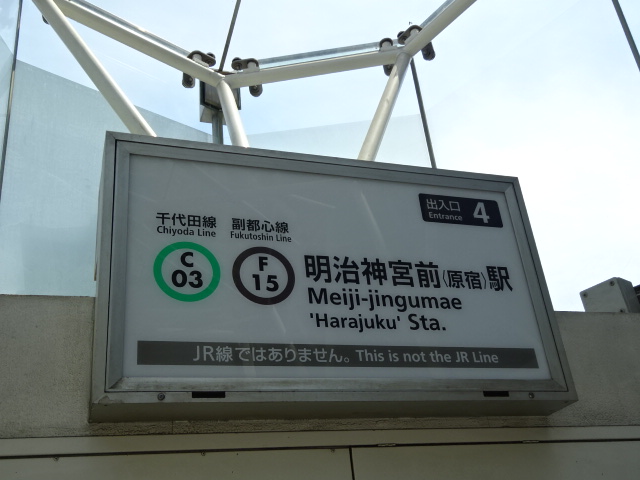 出入口 4
Entrance
千代田線 副都心線
Chiyoda Line Fukutoshin Line
C 03
F 15
明治神宮前(原宿)駅
Meiji-jingumae
'Harajuku' Sta.
JR線ではありません。This is not the JR Line